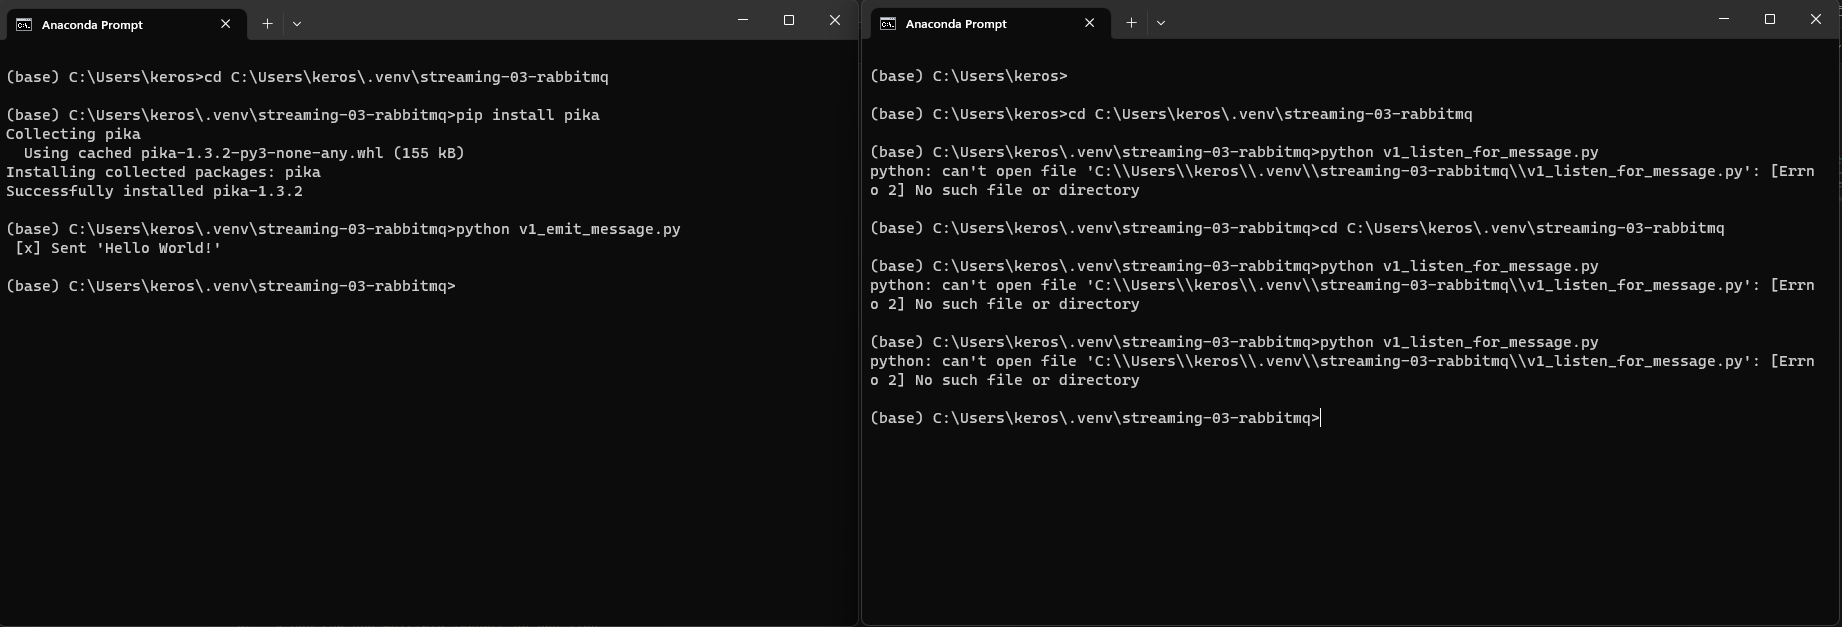 Anaconda Prompt
(base) C:\Users\keros>cd C:\Users\keros\.venv\streaming-03-rabbitmq
(base) C:\Users\keros\.venv\streaming-03-rabbitmq>pip install pika
Collecting pika
  Using cached pika-1.3.2-py3-none-any.whl (155 kB)
Installing collected packages: pika
Successfully installed pika-1.3.2
(base) C:\Users\keros\.venv\streaming-03-rabbitmq>python v1_emit_message.py
 [x] Sent 'Hello World!'
(base) C:\Users\keros\.venv\streaming-03-rabbitmq>
Anaconda Prompt
(base) C:\Users\keros>
(base) C:\Users\keros>cd C:\Users\keros\.venv\streaming-03-rabbitmq
(base) C:\Users\keros\.venv\streaming-03-rabbitmq>python v1_listen_for_message.py
python: can't open file 'C:\\Users\\keros\\.venv\\streaming-03-rabbitmq\\v1_listen_for_message.py': [Errn
o 2] No such file or directory
(base) C:\Users\keros\.venv\streaming-03-rabbitmq>cd C:\Users\keros\.venv\streaming-03-rabbitmq
(base) C:\Users\keros\.venv\streaming-03-rabbitmq>python v1_listen_for_message.py
python: can't open file 'C:\\Users\\keros\\.venv\\streaming-03-rabbitmq\\v1_listen_for_message.py': [Errn
o 2] No such file or directory
(base) C:\Users\keros\.venv\streaming-03-rabbitmq>python v1_listen_for_message.py
python: can't open file 'C:\\Users\\keros\\.venv\\streaming-03-rabbitmq\\v1_listen_for_message.py': [Errn
o 2] No such file or directory
(base) C:\Users\keros\.venv\streaming-03-rabbitmq>